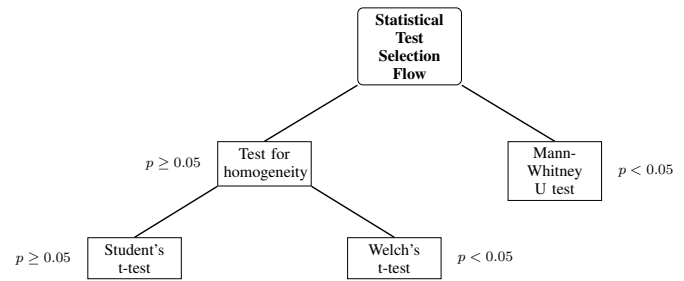 Statistical
Test
Selection
Flow
p ≥ 0.05
Test for
homogeneity
Mann-
Whitney
U test
p < 0.05
p ≥ 0.05
Student's
t-test
Welch's
t-test
p < 0.05